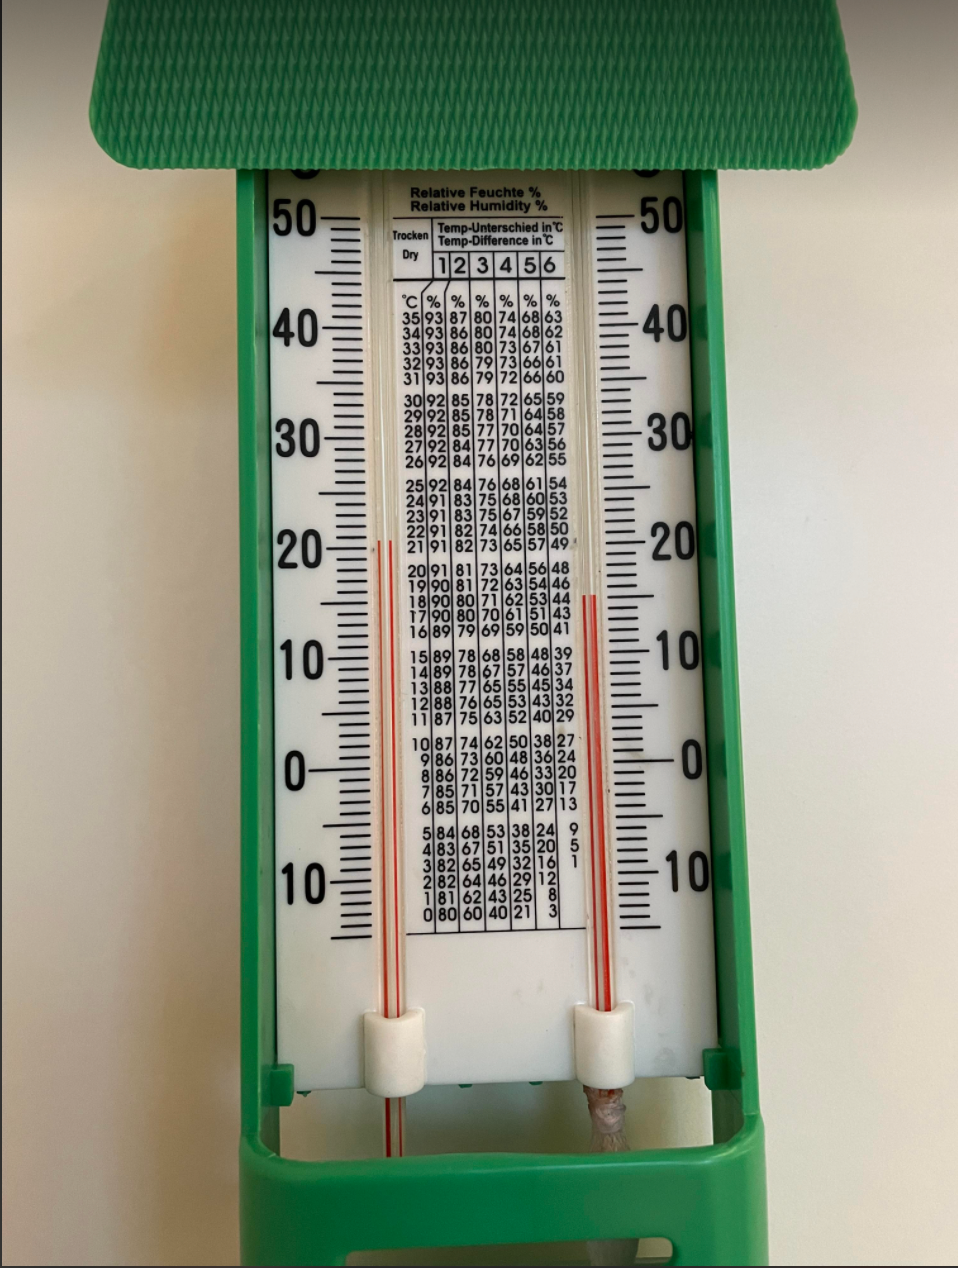 Relative Feuchte %
Relative Humidity %
50 50
Trocken Temp-Unterschied in°C
Dry Temp-Difference in°C
1 2 3 4 5 6
°C % % % % % %
35 93 87 80 74 68 63
40 34 93 86 80 74 68 62 40
33 93 86 80 73 67 61
32 93 86 79 73 66 61
31 93 86 79 72 66 60
30 92 85 78 72 65 59
29 92 85 78 71 64 58
30 28 92 85 77 70 64 57 30
27 92 84 77 70 63 56
26 92 84 76 69 62 55
25 92 84 76 68 61 54
24 91 83 75 68 60 53
23 91 83 75 67 59 52
22 91 82 74 66 58 50
20 21 91 82 73 65 57 49 20
20 91 81 73 64 56 48
19 90 81 72 63 54 46
18 90 80 71 62 53 44
17 90 80 70 61 51 43
16 89 79 69 59 50 41
10 15 89 78 68 58 48 39 10
14 89 78 67 57 46 37
13 88 77 65 55 45 34
12 88 76 65 53 43 32
11 87 75 63 52 40 29
10 87 74 62 50 38 27
9 86 73 60 48 36 24
0 8 86 72 59 46 33 20 0
7 85 71 57 43 30 17
6 85 70 55 41 27 13
5 84 68 53 38 24 9
4 83 67 51 35 20 5
3 82 65 49 32 16 1
10 2 82 64 46 29 12 10
1 81 62 43 25 8
0 80 60 40 21 3